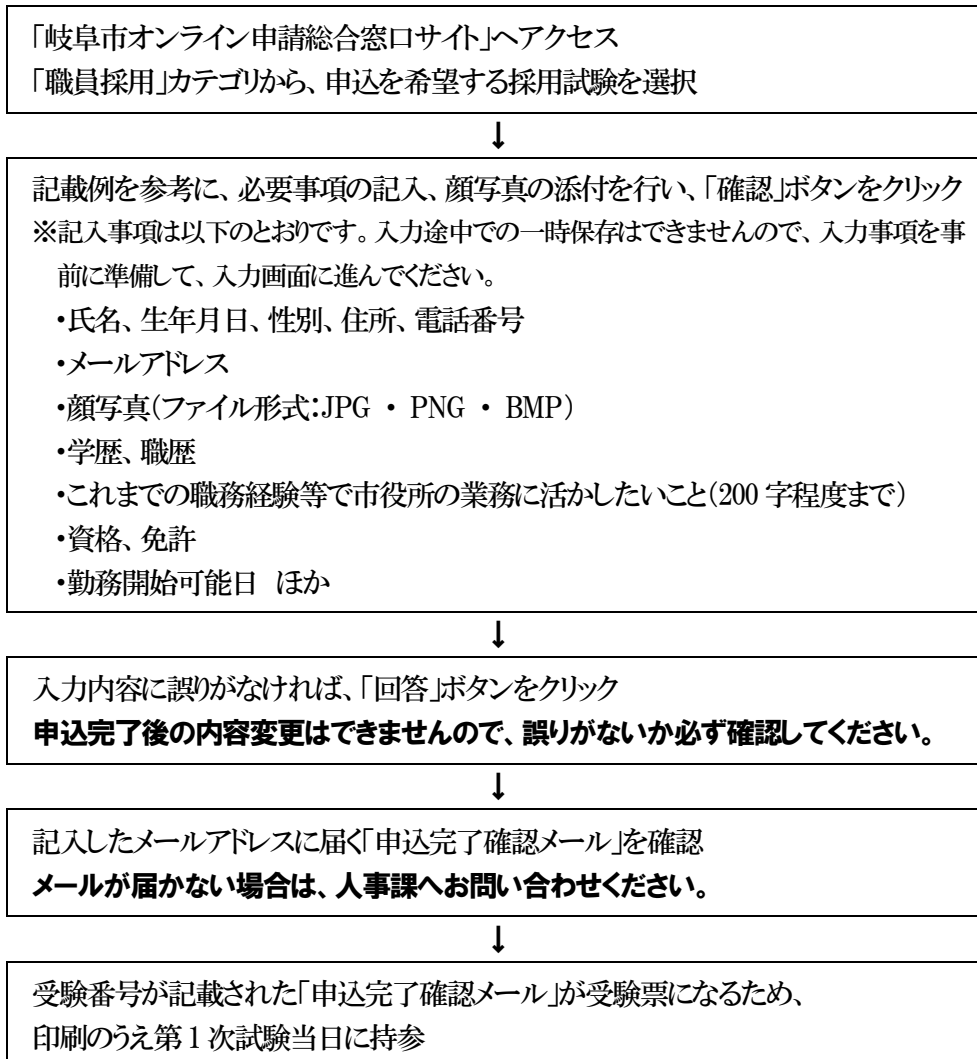 「岐阜市オンライン申請総合窓口サイト」へアクセス
「職員採用」カテゴリから、申込を希望する採用試験を選択
↓
記載例を参考に、必要事項の記入、顔写真の添付を行い、「確認」ボタンをクリック
※記入事項は以下のとおりです。入力途中での一時保存はできませんので、入力事項を事
前に準備して、入力画面に進んでください。
・氏名、生年月日、性別、住所、電話番号
・メールアドレス
・顔写真(ファイル形式:JPG ・ PNG ・ BMP)
・学歴、職歴
・これまでの職務経験等で市役所の業務に活かしたいこと(200 字程度まで)
・資格、免許
・勤務開始可能日　ほか
↓
入力内容に誤りがなければ、「回答」ボタンをクリック
申込完了後の内容変更はできませんので、誤りがないか必ず確認してください。
↓
記入したメールアドレスに届く「申込完了確認メール」を確認
メールが届かない場合は、人事課へお問い合わせください。
↓
受験番号が記載された「申込完了確認メール」が受験票になるため、
印刷のうえ第 1 次試験当日に持参